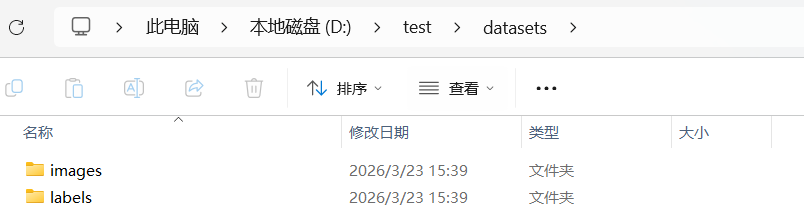 此电脑 > 本地磁盘 (D:) > test > datasets >
排序 查看
名称 修改日期 类型 大小
images 2026/3/23 15:39 文件夹
labels 2026/3/23 15:39 文件夹